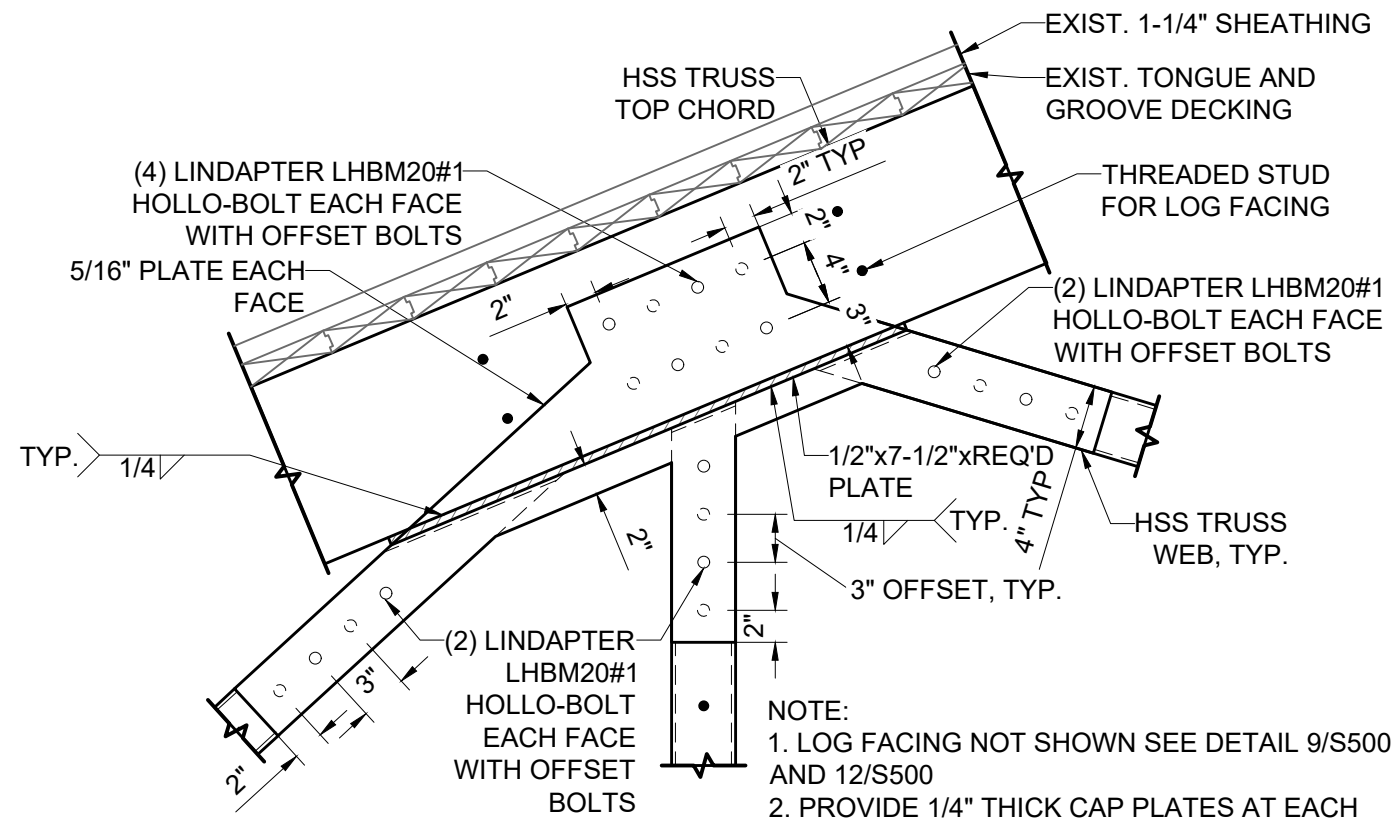 EXIST. 1-1/4" SHEATHING
HSS TRUSS
TOP CHORD
EXIST. TONGUE AND
GROOVE DECKING
(4) LINDAPTER LHBM20#1
HOLLO-BOLT EACH FACE
WITH OFFSET BOLTS
2" TYP
THREADED STUD
FOR LOG FACING
5/16" PLATE EACH
FACE
2"
2"
4"
3"
(2) LINDAPTER LHBM20#1
HOLLO-BOLT EACH FACE
WITH OFFSET BOLTS
TYP.
1/4
1/2"x7-1/2"xREQ'D
PLATE
TYP.
1/4
4" TYP
HSS TRUSS
WEB, TYP.
2"
3" OFFSET, TYP.
2"
(2) LINDAPTER
LHBM20#1
HOLLO-BOLT
EACH FACE
WITH OFFSET
BOLTS
3"
2"
NOTE:
1. LOG FACING NOT SHOWN SEE DETAIL 9/S500
AND 12/S500
2. PROVIDE 1/4" THICK CAP PLATES AT EACH